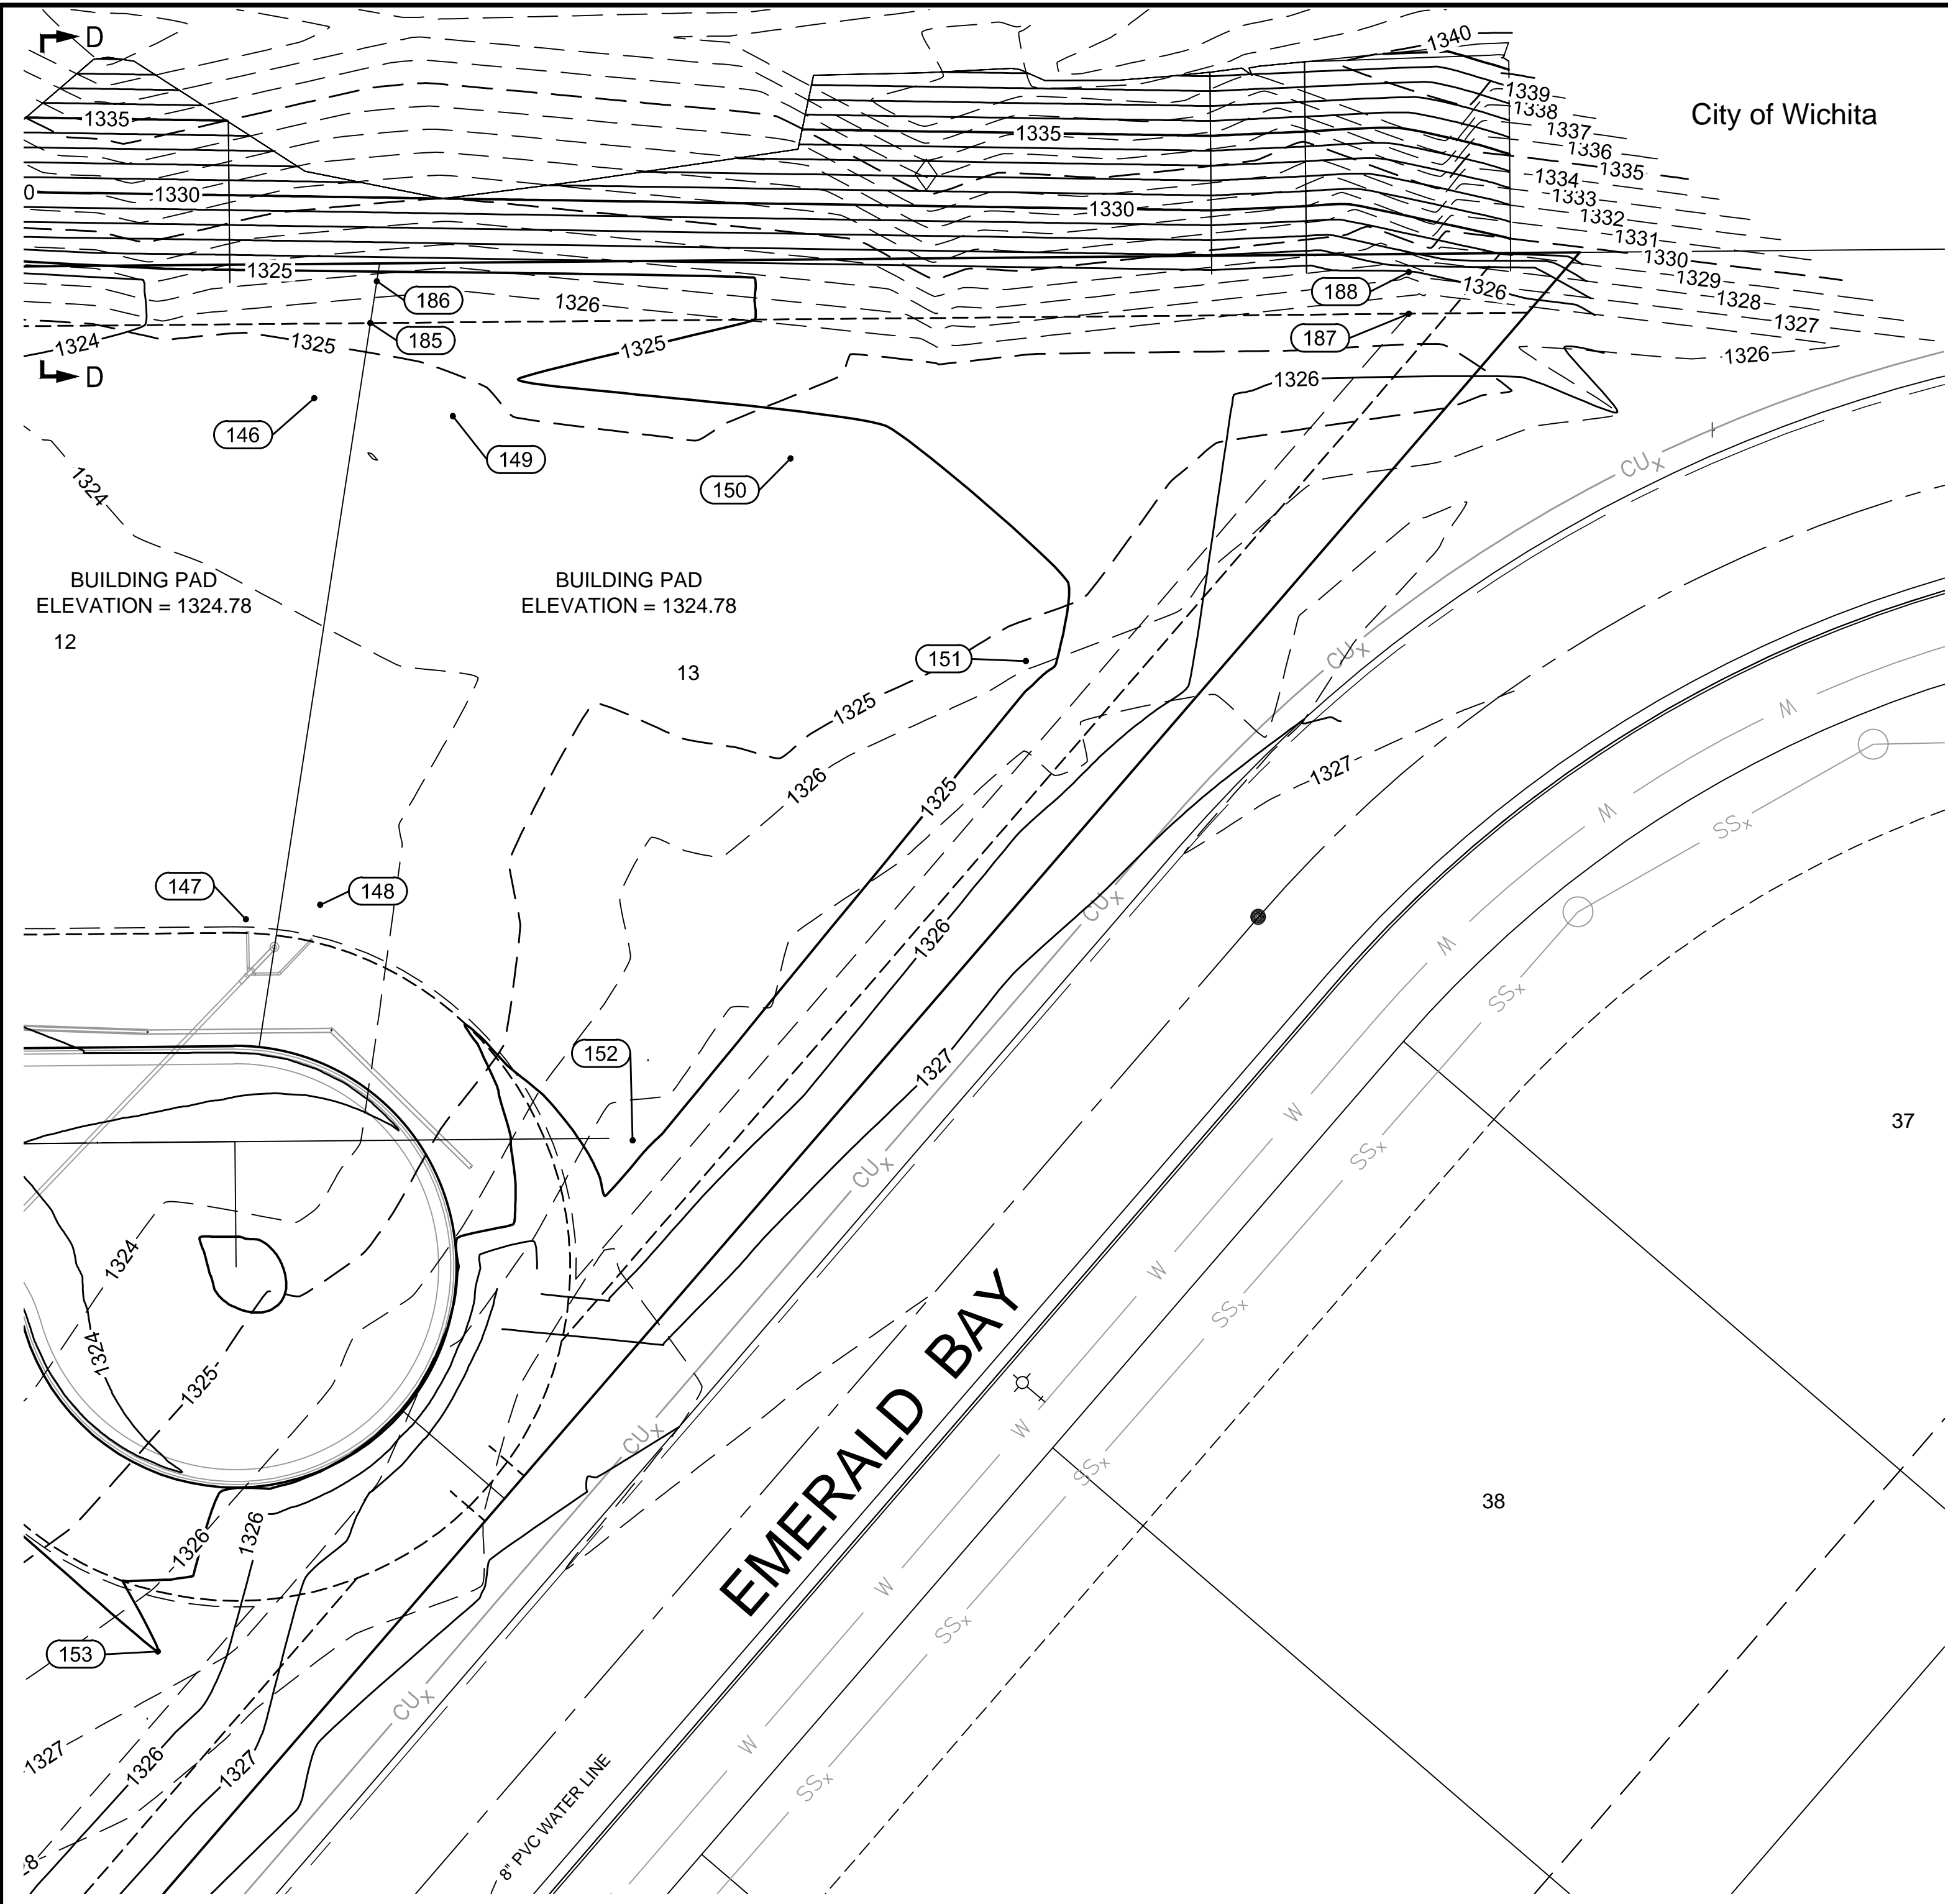 D
1340
1339
1338
City of Wichita
1335
1335
1337
1336
1335
1334
1333
0
1330
1330
1332
1331
1330
1325
1329
186
1326
188
1326
1328
1327
1324
1325
185
1325
187
1326
D
1326
146
149
150
CUx
1324
BUILDING PAD
ELEVATION = 1324.78
BUILDING PAD
ELEVATION = 1324.78
12
13
151
CUx
1325
W
1327
1326
1325
W
SSx
147
148
CUx
1326
W
SSx
152
1327
W
37
SSx
CUx
1324
W
SSx
1324
1325
EMERALD BAY
W
CUx
SSx
38
1326
1326
W
SSx
153
CUx
1327
1326
1327
W
SSx
8" PVC WATER LINE